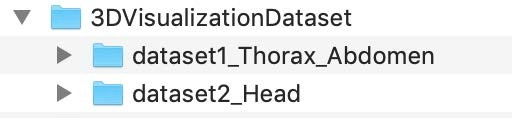 3DVisualizationDataset
dataset1_Thorax_Abdomen
dataset2_Head